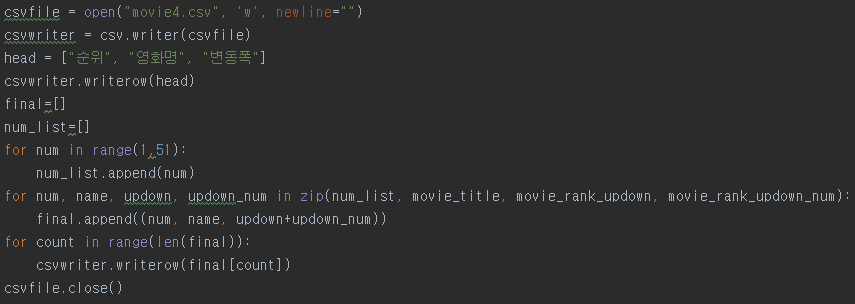 csvfile = open("movie4.csv", 'w', newline="")
csvwriter = csv.writer(csvfile)
head = ["순위", "영화명", "변동폭"]
csvwriter.writerow(head)
final=[]
num_list=[]
for num in range(1,51):
    num_list.append(num)
for num, name, updown, updown_num in zip(num_list, movie_title, movie_rank_updown, movie_rank_updown_num):
    final.append((num, name, updown+updown_num))
for count in range(len(final)):
    csvwriter.writerow(final[count])
csvfile.close()